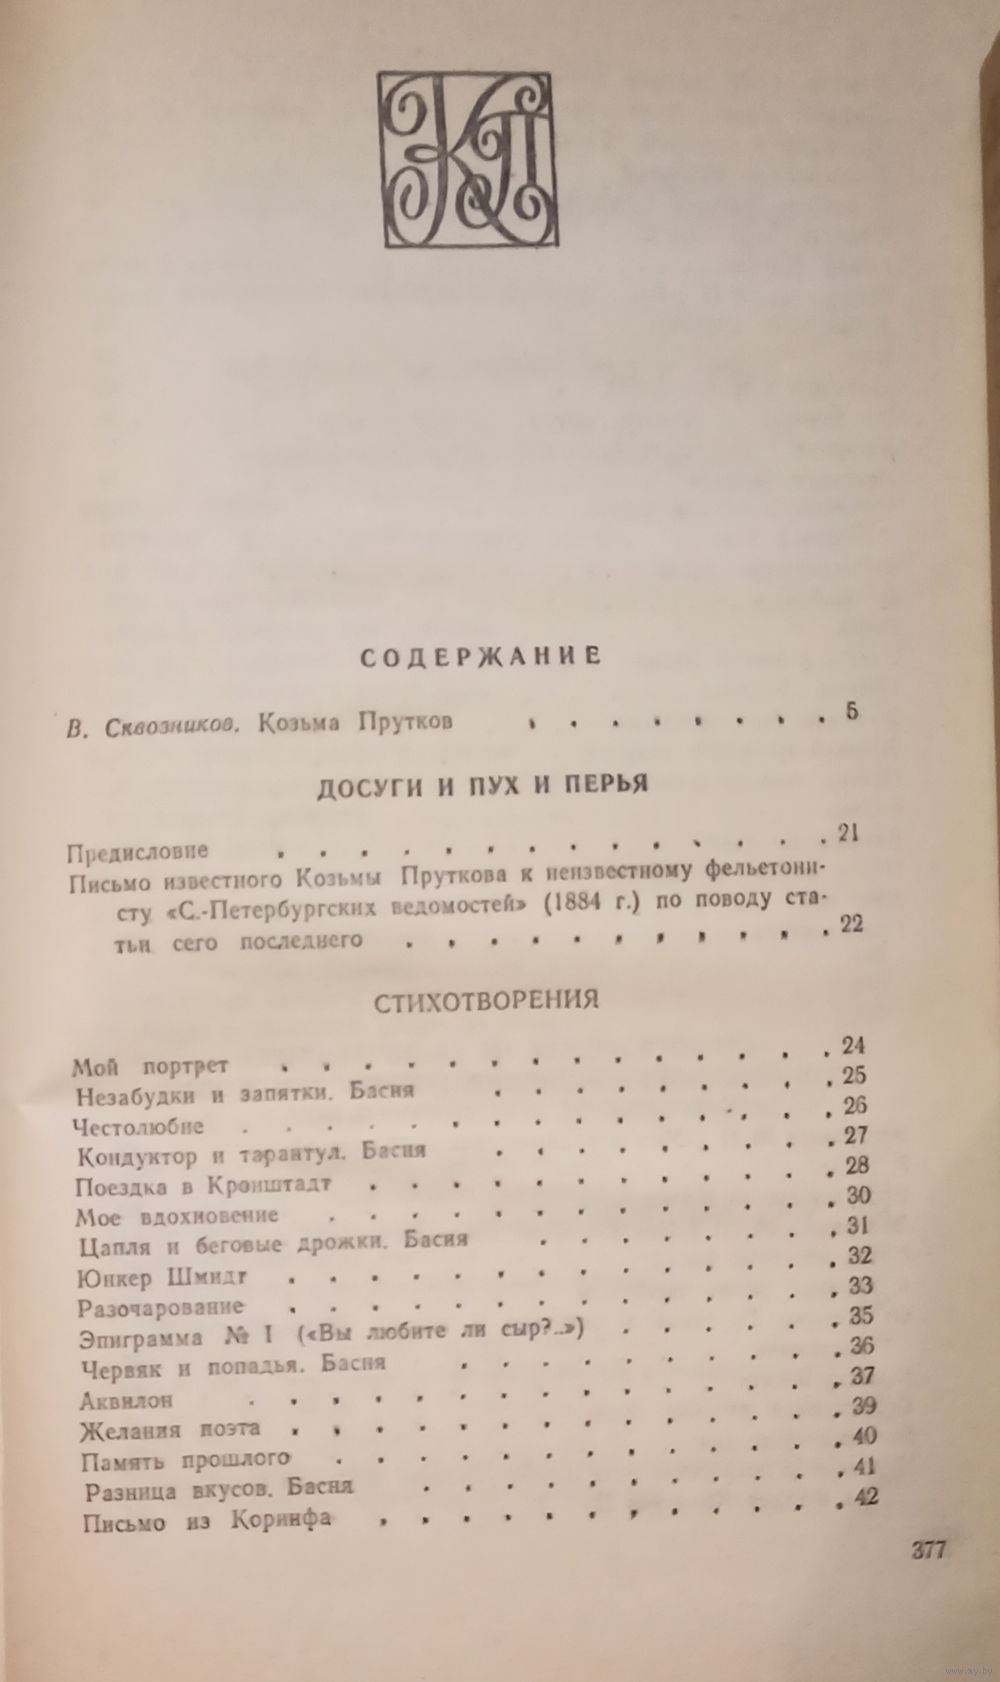 КП
СОДЕРЖАНИЕ
В. Сквозников. Козьма Прутков . . . . . . . . 5
ДОСУГИ И ПУХ И ПЕРЬЯ
Предисловие . . . . . . . . . . . . . . 21
Письмо известного Козьмы Пруткова к неизвестному фельетони-
сту «С.-Петербургских ведомостей» (1884 г.) по поводу ста-
тьи сего последнего . . . . . . . . . . . 22
СТИХОТВОРЕНИЯ
Мой портрет . . . . . . . . . . . . . . 24
Незабудки и запятки. Басня . . . . . . . . . 25
Честолюбие . . . . . . . . . . . . . . . 26
Кондуктор и тарантул. Басня . . . . . . . . . 27
Поездка в Кронштадт . . . . . . . . . . . . 28
Мое вдохновение . . . . . . . . . . . . . 30
Цапля и беговые дрожки. Басня . . . . . . . . 31
Юнкер Шмидт . . . . . . . . . . . . . . 32
Разочарование . . . . . . . . . . . . . . 33
Эпиграмма № I («Вы любите ли сыр?..») . . . . . . 35
Червяк и попадья. Басня . . . . . . . . . . 36
Аквилон . . . . . . . . . . . . . . . 37
Желания поэта . . . . . . . . . . . . . . 39
Память прошлого . . . . . . . . . . . . . 40
Разница вкусов. Басня . . . . . . . . . . . 41
Письмо из Коринфа . . . . . . . . . . . . 42
377
www.ay.by